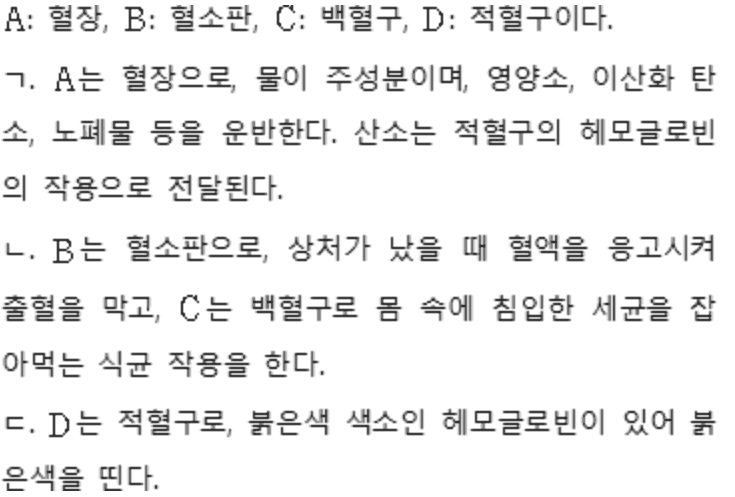 A: 혈장, B: 혈소판, C: 백혈구, D: 적혈구이다.
ㄱ. A는 혈장으로, 물이 주성분이며, 영양소, 이산화 탄
소, 노폐물 등을 운반한다. 산소는 적혈구의 헤모글로빈
의 작용으로 전달된다.
ㄴ. B는 혈소판으로, 상처가 났을 때 혈액을 응고시켜
출혈을 막고, C는 백혈구로 몸 속에 침입한 세균을 잡
아먹는 식균 작용을 한다.
ㄷ. D는 적혈구로, 붉은색 색소인 헤모글로빈이 있어 붉
은색을 띤다.